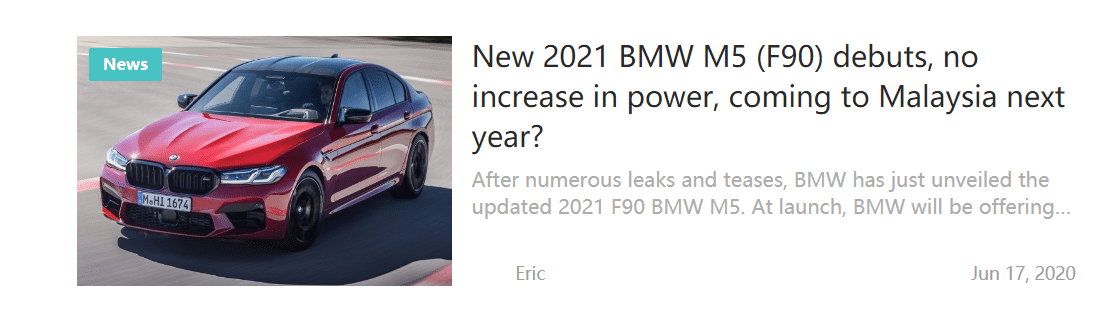 News
New 2021 BMW M5 (F90) debuts, no
increase in power, coming to Malaysia next
year?
After numerous leaks and teases, BMW has just unveiled the
updated 2021 F90 BMW M5. At launch, BMW will be offering...
Eric
Jun 17, 2020
M HI 1674